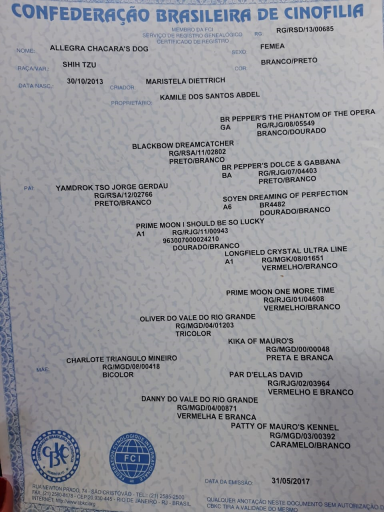 CONFEDERAÇÃO BRASILEIRA DE CINOFILIA
MEMBRO DA FCI
SERVIÇO DE REGISTRO GENEALÓGICO
CERTIFICADO DE REGISTRO
RG: RG/RSD/13/00685
NOME: ALLEGRA CHACARA'S DOG
SEXO: FEMEA
RAÇA/VAR.: SHIH TZU
COR: BRANCO/PRETO
DATA NASC. 30/10/2013 CRIADOR: MARISTELA DIETTRICH
PROPRIETÁRIO: KAMILE DOS SANTOS ABDEL
BR PEPPER'S THE PHANTOM OF THE OPERA
GA RG/RJG/08/05549
BRANCO/DOURADO
BLACKBOW DREAMCATCHER
RG/RSA/11/02802
PRETO/BRANCO
BR PEPPER'S DOLCE & GABBANA
BA RG/RJG/07/04403
PRETO/BRANCO
PAI: YAMDROK TSO JORGE GERDAU
RG/RSA/12/02766
PRETO/BRANCO
SOYEN DREAMING OF PERFECTION
A6 BR4482
DOURADO/BRANCO
PRIME MOON I SHOULD BE SO LUCKY
A1 RG/RJG/11/00943
963007000024210
DOURADO/BRANCO
LONGFIELD CRYSTAL ULTRA LINE
A1 RG/MGK/08/01651
VERMELHO/BRANCO
PRIME MOON ONE MORE TIME
RG/RJG/01/04608
VERMELHO/BRANCO
OLIVER DO VALE DO RIO GRANDE
RG/MGD/04/01203
TRICOLOR
KIKA OF MAURO'S
RG/MGD/00/00048
PRETA E BRANCA
MÃE: CHARLOTE TRIANGULO MINEIRO
RG/MGD/08/00418
BICOLOR
PAR D'ELLAS DAVID
RG/RJG/02/03964
VERMELHO E BRANCO
DANNY DO VALE DO RIO GRANDE
RG/MGD/04/00871
VERMELHA E BRANCA
PATTY OF MAURO'S KENNEL
RG/MGD/03/00392
CARAMELO/BRANCO
CBKC
FCI
DATA DA EMISSÃO: 31/05/2017
QUALQUER ANOTAÇÃO NESTE DOCUMENTO SEM AUTORIZAÇÃO
CBKC TIRA A VALIDADE DO MESMO